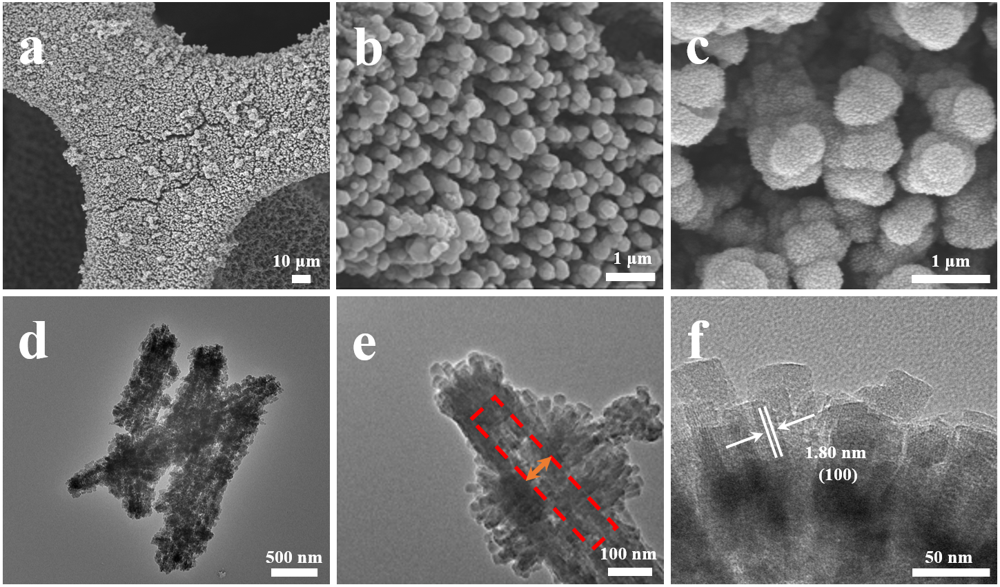 a
b
c
10 μm
1 μm
1 μm
d
e
f
1.80 nm
(100)
500 nm
100 nm
50 nm